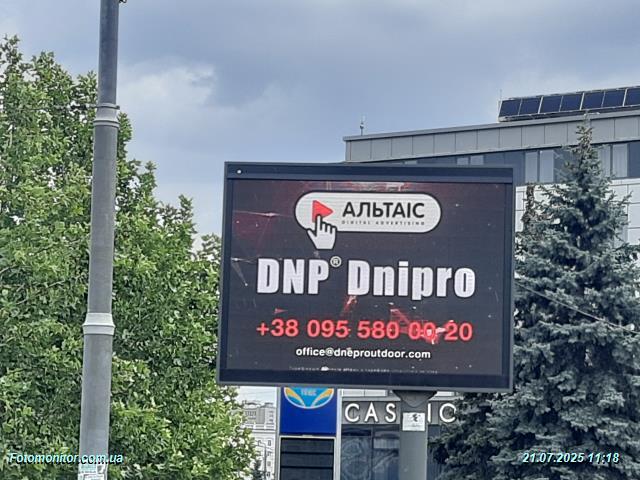 АЛЬТАІС
DIGITAL ADVERTISING
DNP® Dnipro
+38 095 580 00 20
office@dneproutdoor.com
CASINO
Fotomonitor.com.ua
21.07.2025 11:18